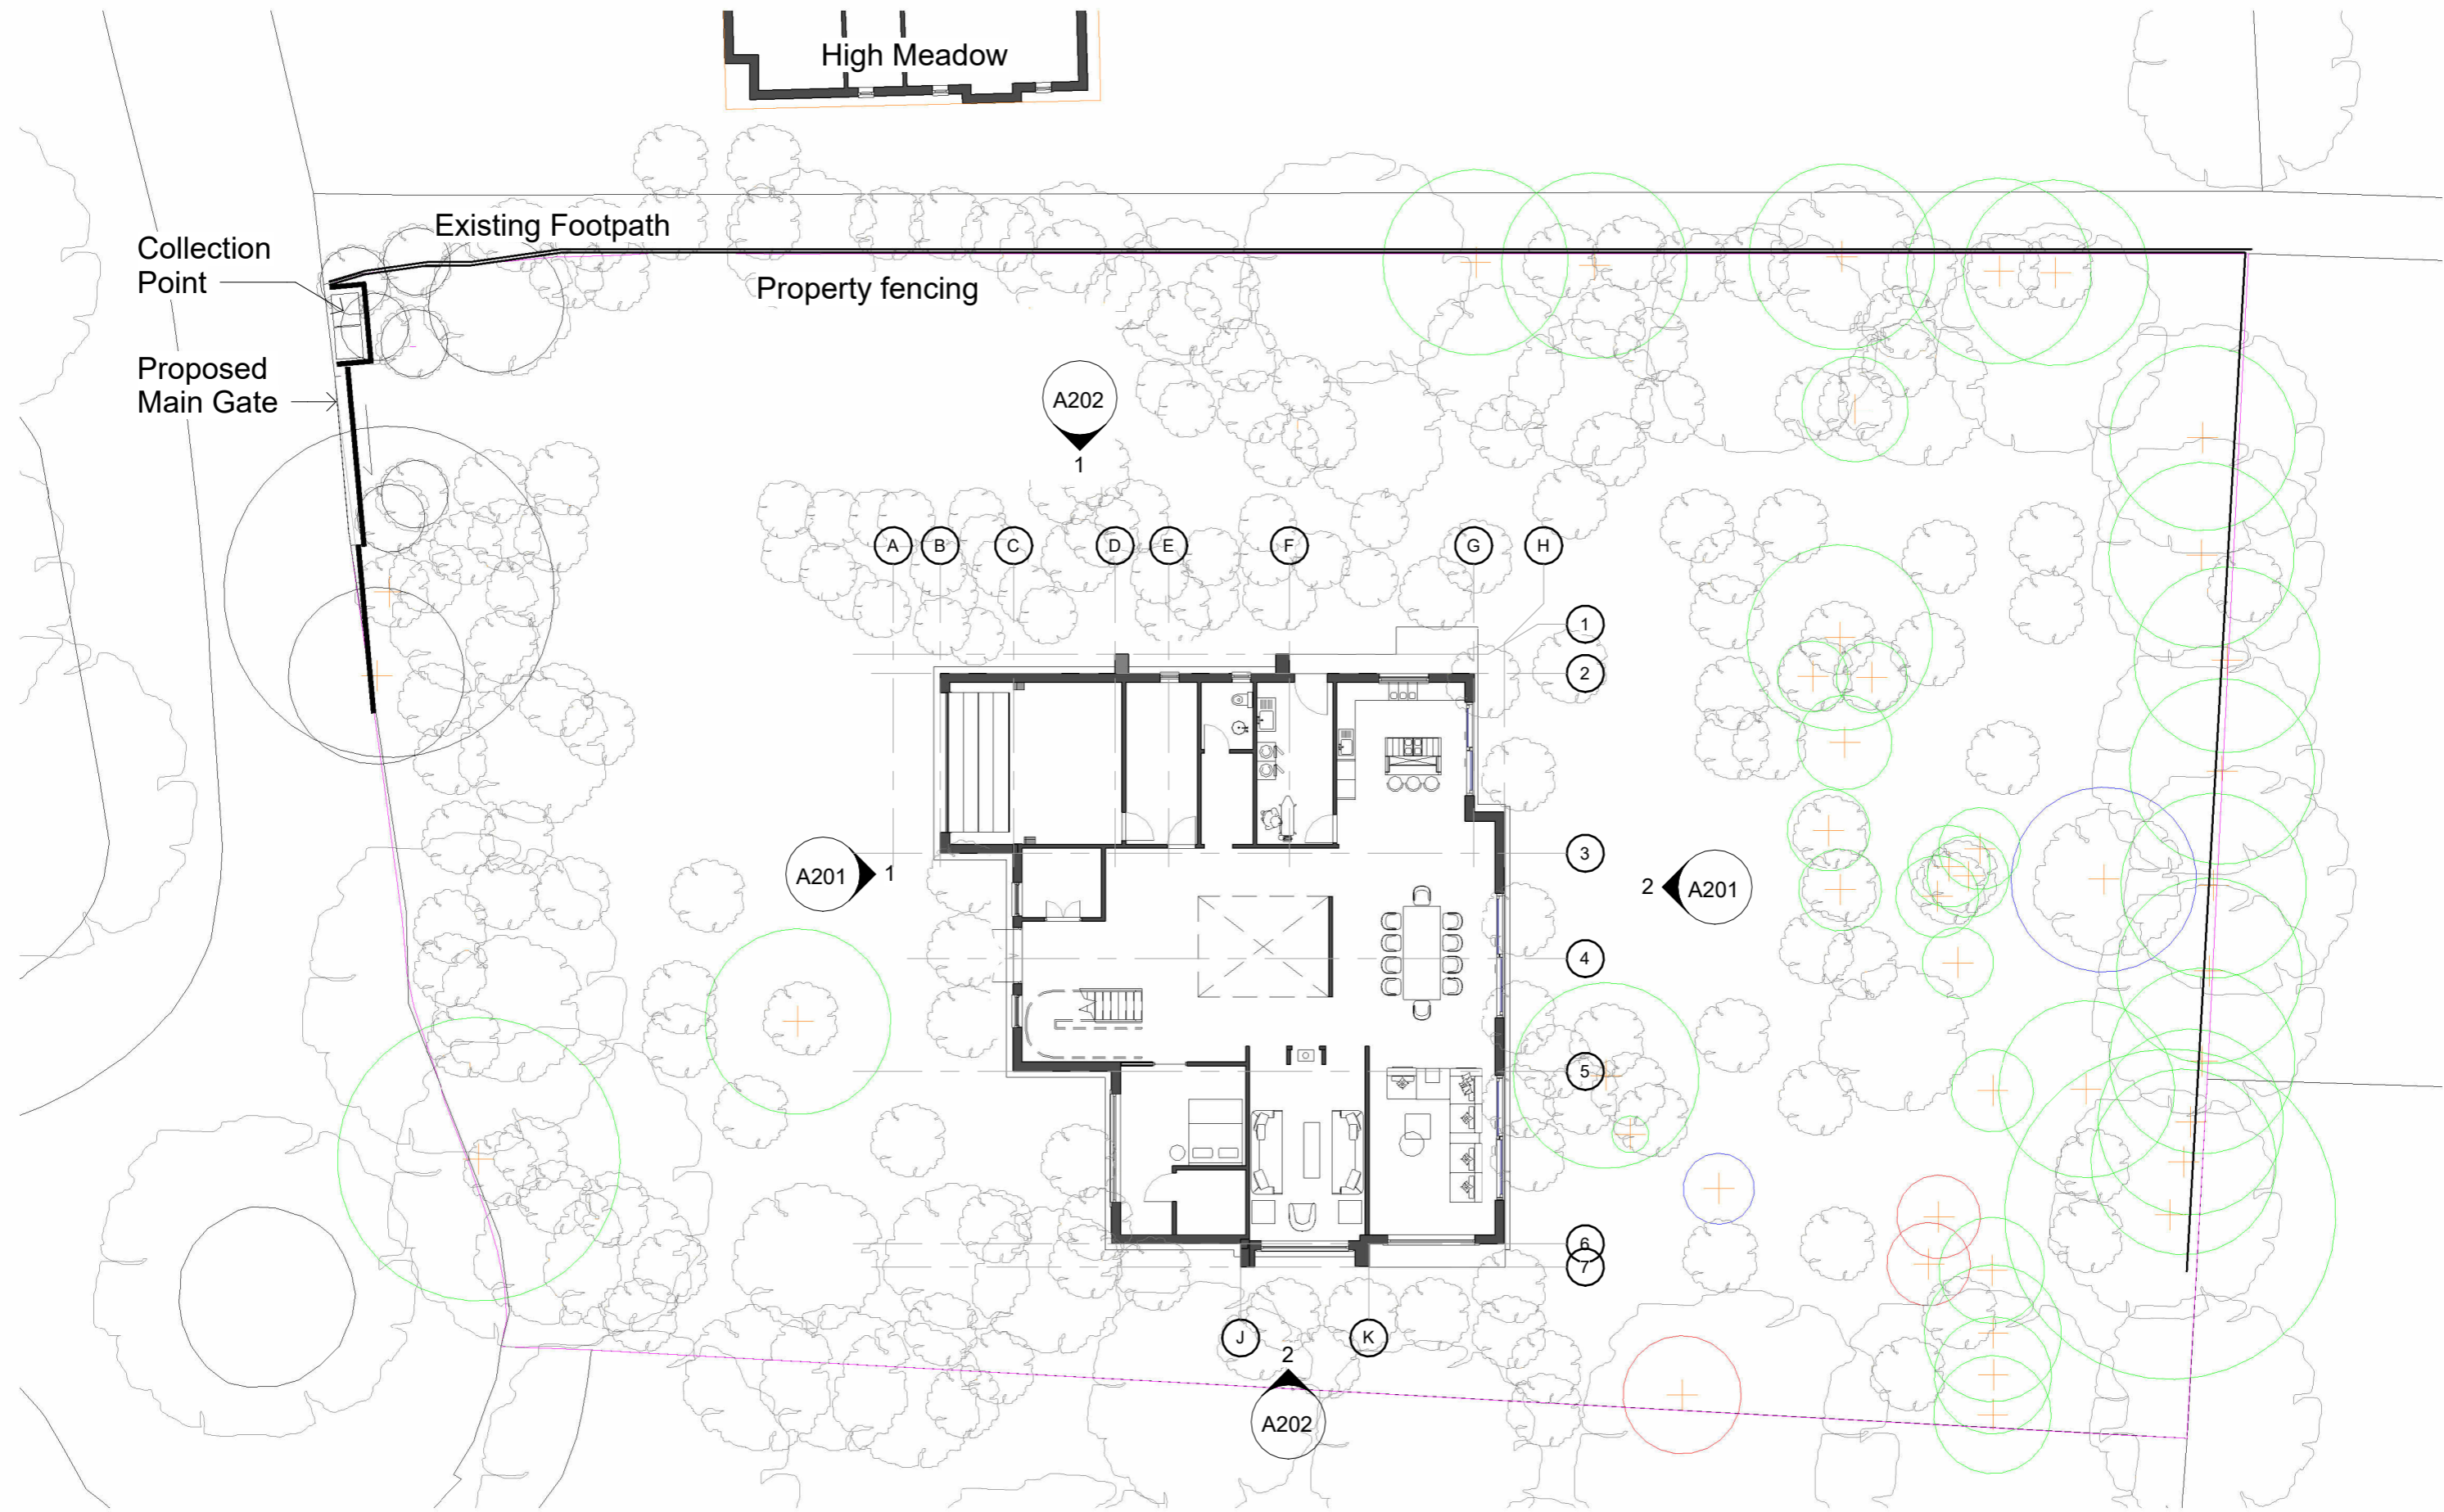 High Meadow
Existing Footpath
Collection
Point
Property fencing
Proposed
Main Gate
A202
1
A B C D E F G H
1
2
3
A201 1
2 A201
4
5
6
7
J K
2
A202